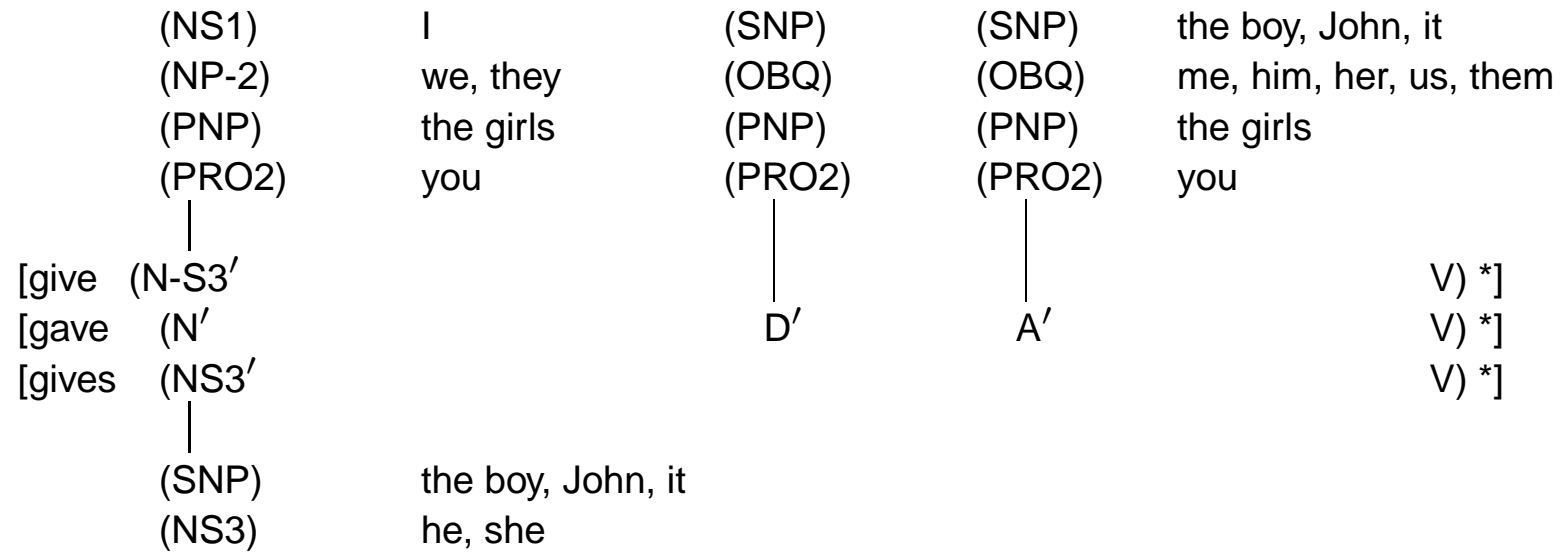 (NS1) I (SNP) (SNP) the boy, John, it
(NP-2) we, they (OBQ) (OBQ) me, him, her, us, them
(PNP) the girls (PNP) (PNP) the girls
(PRO2) you (PRO2) (PRO2) you
[give (N-S3′ V) *]
[gave (N′ D′ A′ V) *]
[gives (NS3′ V) *]
(SNP) the boy, John, it
(NS3) he, she